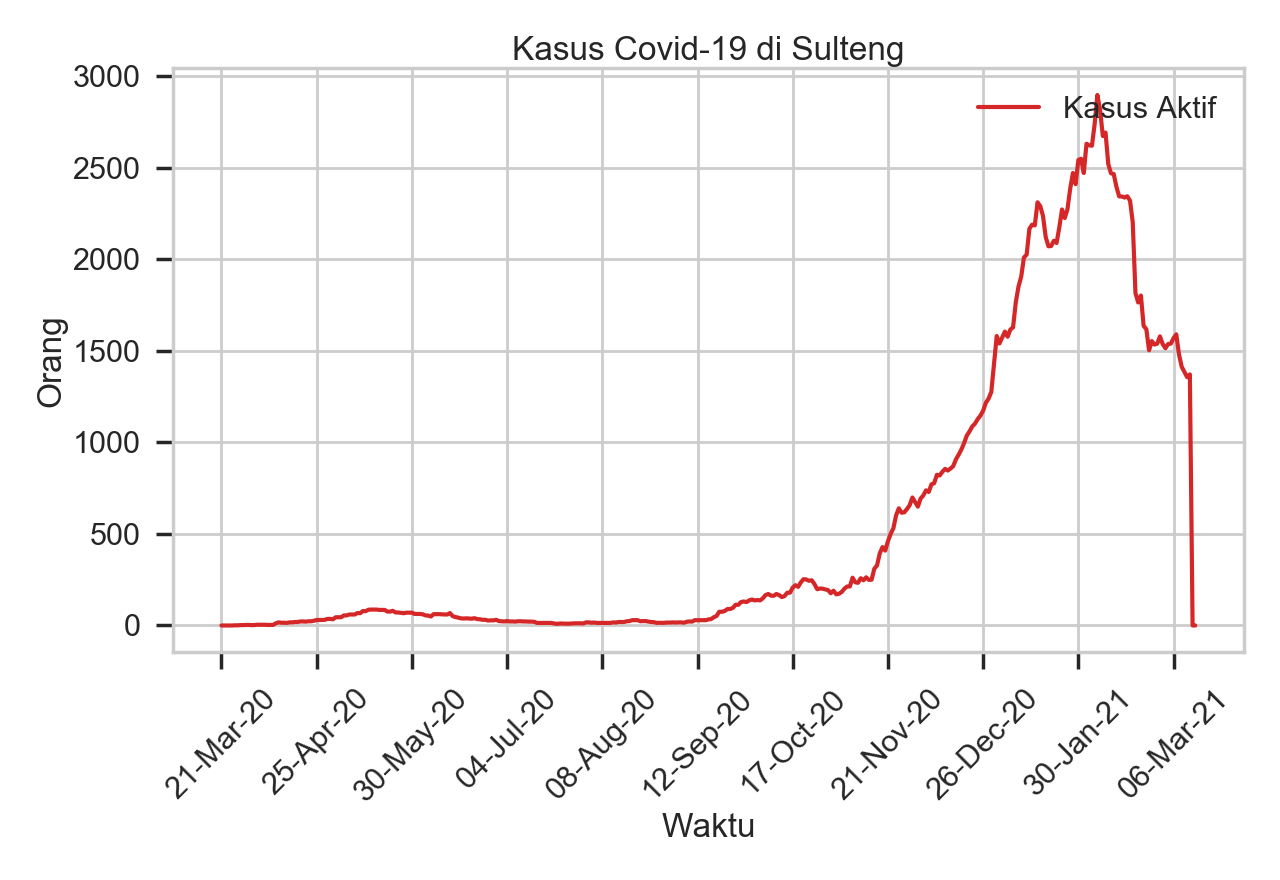 Kasus Covid-19 di Sulteng
Kasus Aktif
3000
2500
2000
1500
1000
500
0
Orang
21-Mar-20
25-Apr-20
30-May-20
04-Jul-20
08-Aug-20
12-Sep-20
17-Oct-20
21-Nov-20
26-Dec-20
30-Jan-21
06-Mar-21
Waktu